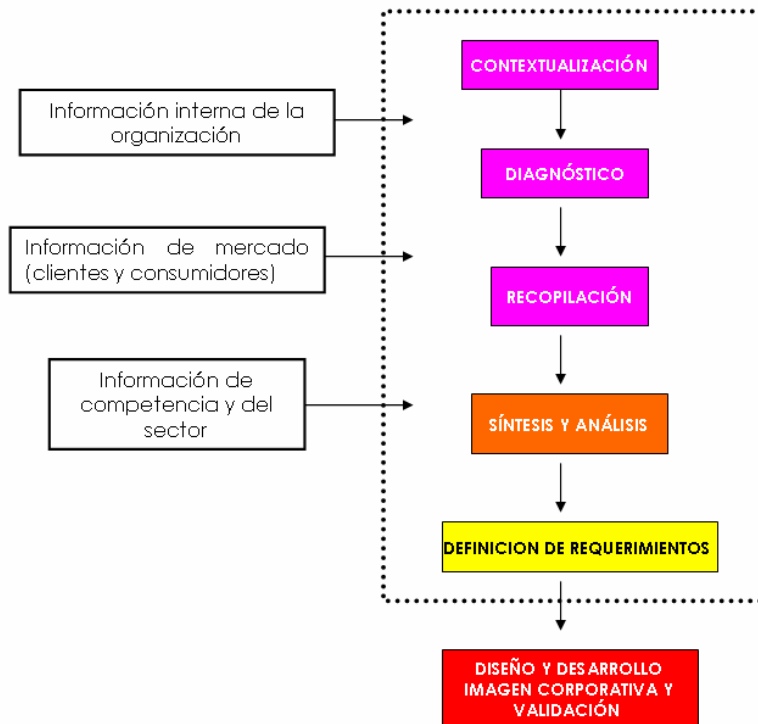 CONTEXTUALIZACIÓN
Información interna de la
organización
DIAGNÓSTICO
Información de mercado
(clientes y consumidores)
RECOPILACIÓN
Información de
competencia y del
sector
SÍNTESIS Y ANÁLISIS
DEFINICION DE REQUERIMIENTOS
DISEÑO Y DESARROLLO
IMAGEN CORPORATIVA Y
VALIDACIÓN